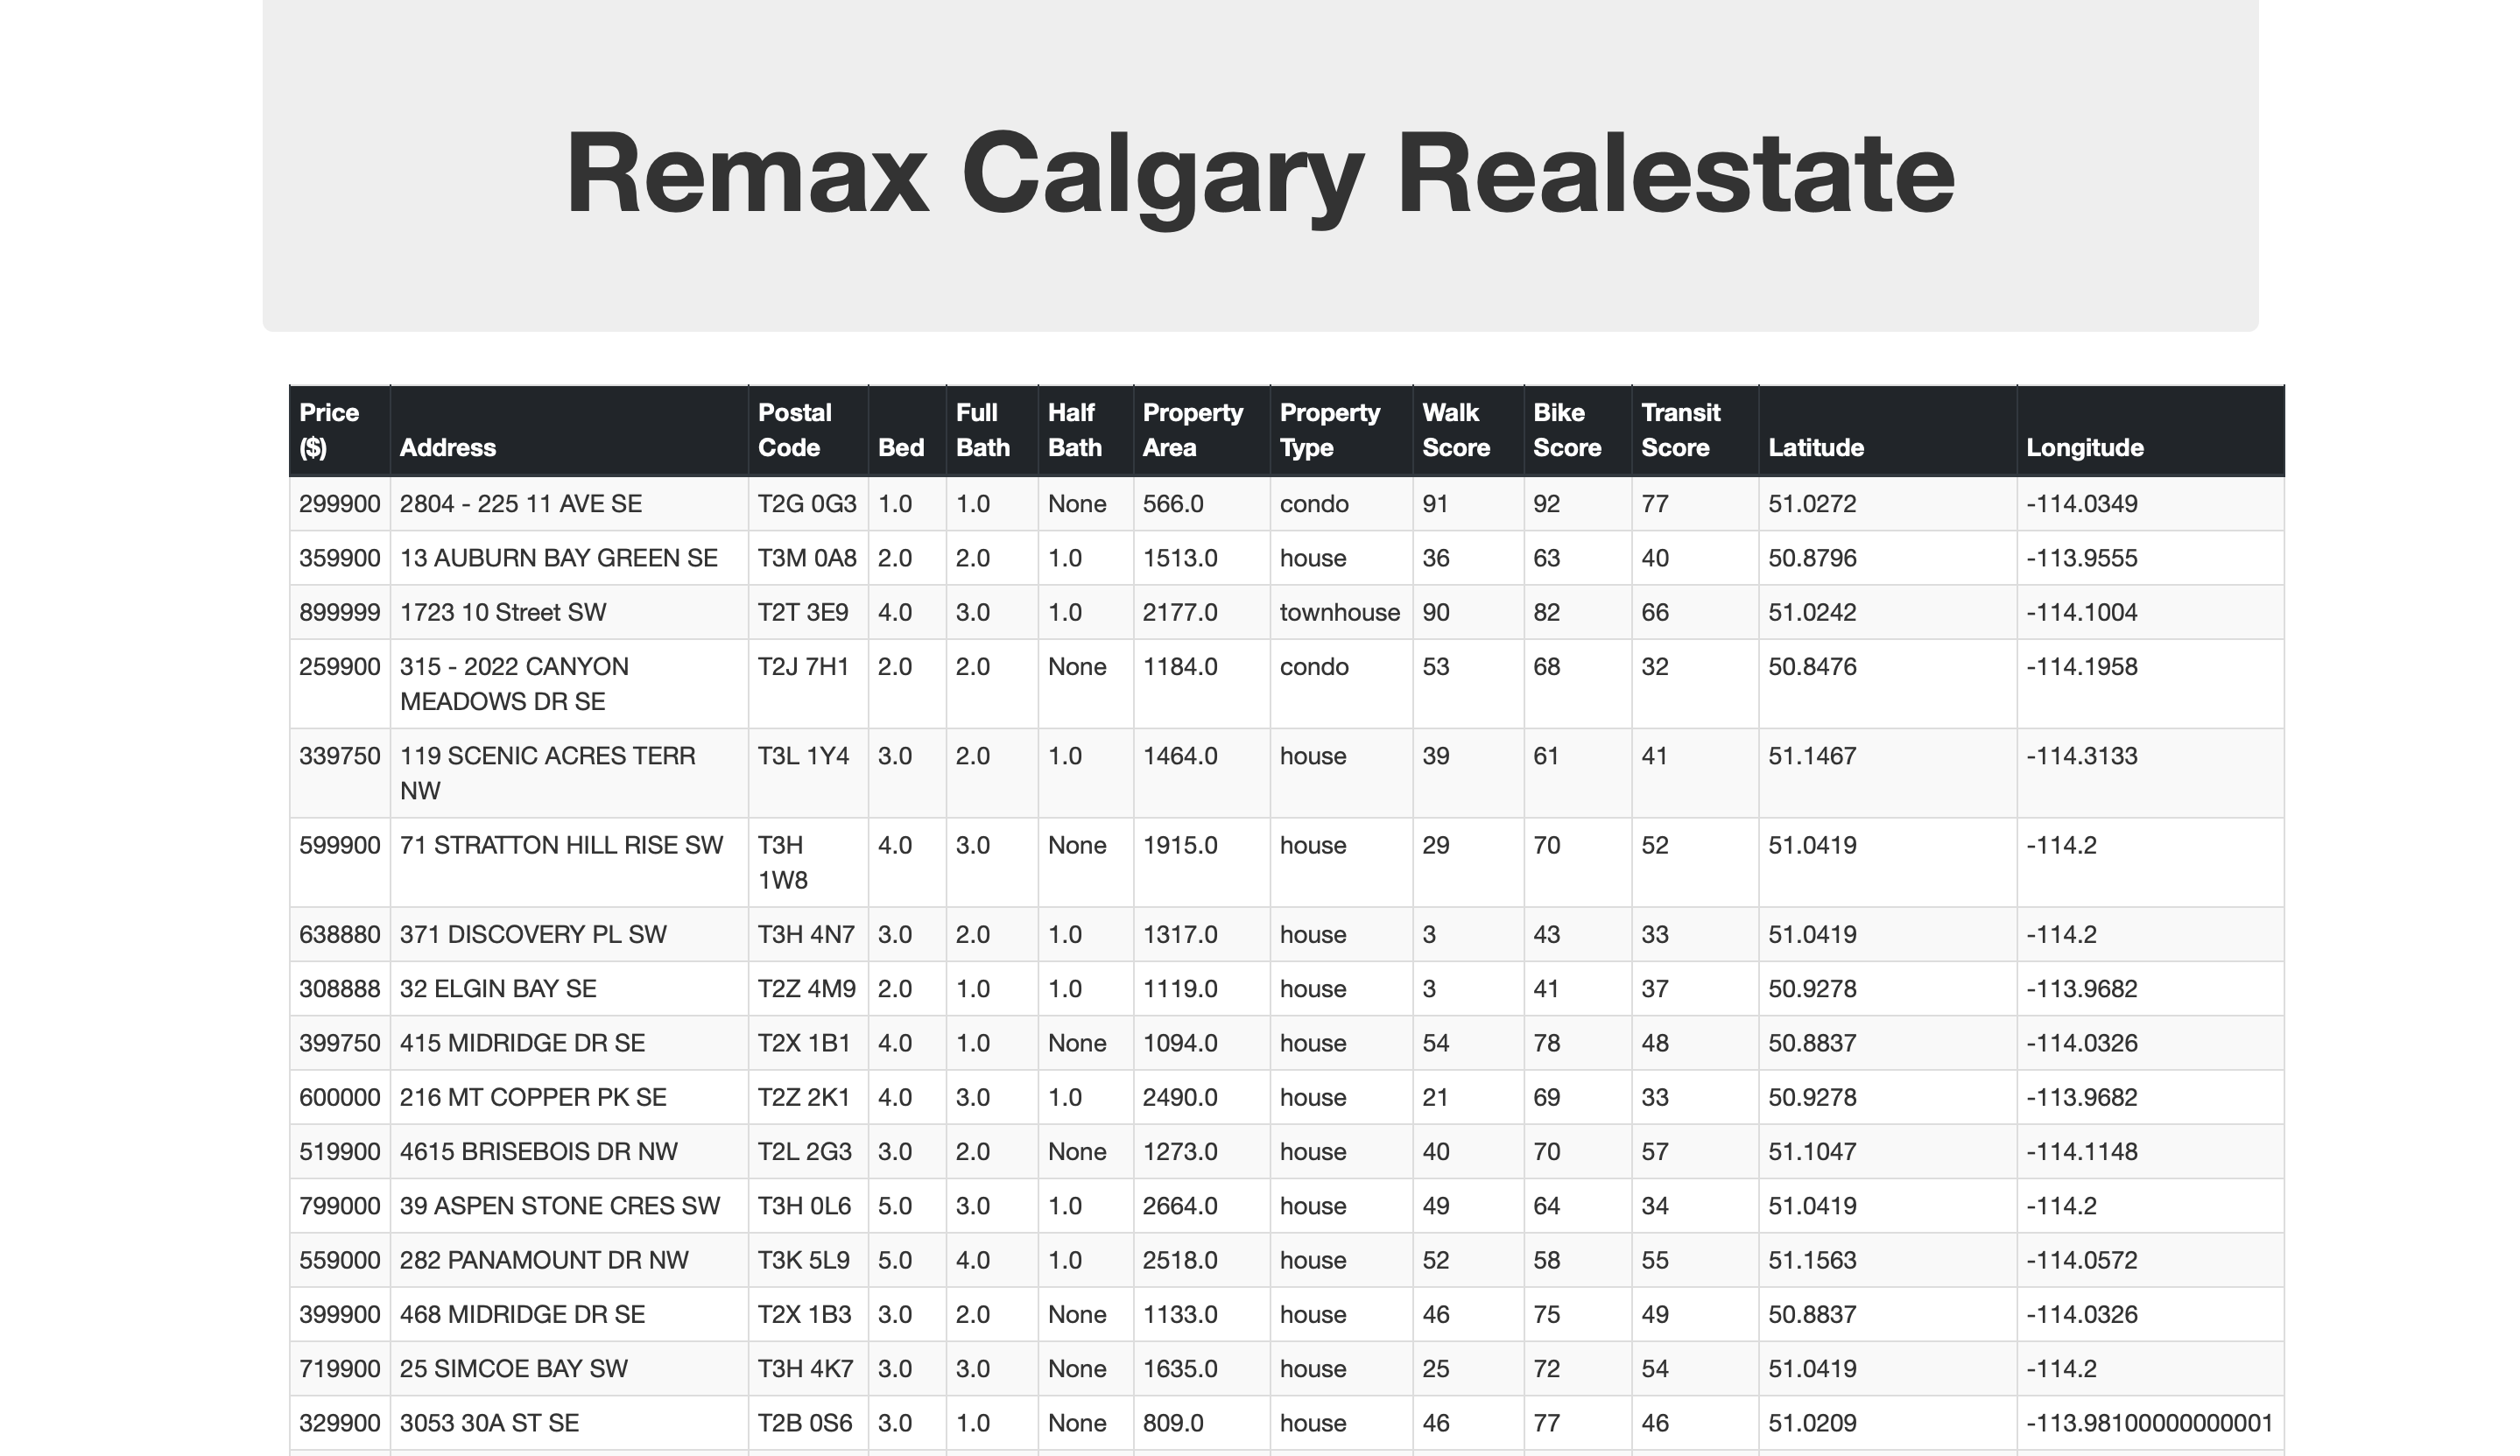 Remax Calgary Realestate
Price ($) Address Postal Code Bed Full Bath Half Bath Property Area Property Type Walk Score Bike Score Transit Score Latitude Longitude
299900 2804 - 225 11 AVE SE T2G 0G3 1.0 1.0 None 566.0 condo 91 92 77 51.0272 -114.0349
359900 13 AUBURN BAY GREEN SE T3M 0A8 2.0 2.0 1.0 1513.0 house 36 63 40 50.8796 -113.9555
899999 1723 10 Street SW T2T 3E9 4.0 3.0 1.0 2177.0 townhouse 90 82 66 51.0242 -114.1004
259900 315 - 2022 CANYON MEADOWS DR SE T2J 7H1 2.0 2.0 None 1184.0 condo 53 68 32 50.8476 -114.1958
339750 119 SCENIC ACRES TERR NW T3L 1Y4 3.0 2.0 1.0 1464.0 house 39 61 41 51.1467 -114.3133
599900 71 STRATTON HILL RISE SW T3H 1W8 4.0 3.0 None 1915.0 house 29 70 52 51.0419 -114.2
638880 371 DISCOVERY PL SW T3H 4N7 3.0 2.0 1.0 1317.0 house 3 43 33 51.0419 -114.2
308888 32 ELGIN BAY SE T2Z 4M9 2.0 1.0 1.0 1119.0 house 3 41 37 50.9278 -113.9682
399750 415 MIDRIDGE DR SE T2X 1B1 4.0 1.0 None 1094.0 house 54 78 48 50.8837 -114.0326
600000 216 MT COPPER PK SE T2Z 2K1 4.0 3.0 1.0 2490.0 house 21 69 33 50.9278 -113.9682
519900 4615 BRISEBOIS DR NW T2L 2G3 3.0 2.0 None 1273.0 house 40 70 57 51.1047 -114.1148
799000 39 ASPEN STONE CRES SW T3H 0L6 5.0 3.0 1.0 2664.0 house 49 64 34 51.0419 -114.2
559000 282 PANAMOUNT DR NW T3K 5L9 5.0 4.0 1.0 2518.0 house 52 58 55 51.1563 -114.0572
399900 468 MIDRIDGE DR SE T2X 1B3 3.0 2.0 None 1133.0 house 46 75 49 50.8837 -114.0326
719900 25 SIMCOE BAY SW T3H 4K7 3.0 3.0 None 1635.0 house 25 72 54 51.0419 -114.2
329900 3053 30A ST SE T2B 0S6 3.0 1.0 None 809.0 house 46 77 46 51.0209 -113.98100000000001